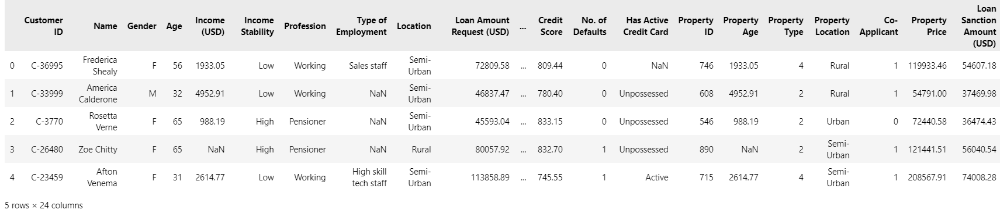 Customer ID Name Gender Age Income (USD) Income Stability Profession Type of Employment Location Loan Amount Request (USD) ... Credit Score No. of Defaults Has Active Credit Card Property ID Property Age Property Type Property Location Co-Applicant Property Price Loan Sanction Amount (USD)
0 C-36995 Frederica Shealy F 56 1933.05 Low Working Sales staff Semi-Urban 72809.58 ... 809.44 0 NaN 746 1933.05 4 Rural 1 119933.46 54607.18
1 C-33999 America Calderone M 32 4952.91 Low Working NaN Semi-Urban 46837.47 ... 780.40 0 Unpossessed 608 4952.91 2 Rural 1 54791.00 37469.98
2 C-3770 Rosetta Verne F 65 988.19 High Pensioner NaN Semi-Urban 45593.04 ... 833.15 0 Unpossessed 546 988.19 2 Urban 0 72440.58 36474.43
3 C-26480 Zoe Chitty F 65 NaN High Pensioner NaN Rural 80057.92 ... 832.70 1 Unpossessed 890 NaN 2 Semi-Urban 1 121441.51 56040.54
4 C-23459 Afton Venema F 31 2614.77 Low Working High skill tech staff Semi-Urban 113858.89 ... 745.55 1 Active 715 2614.77 4 Semi-Urban 1 208567.91 74008.28
5 rows × 24 columns